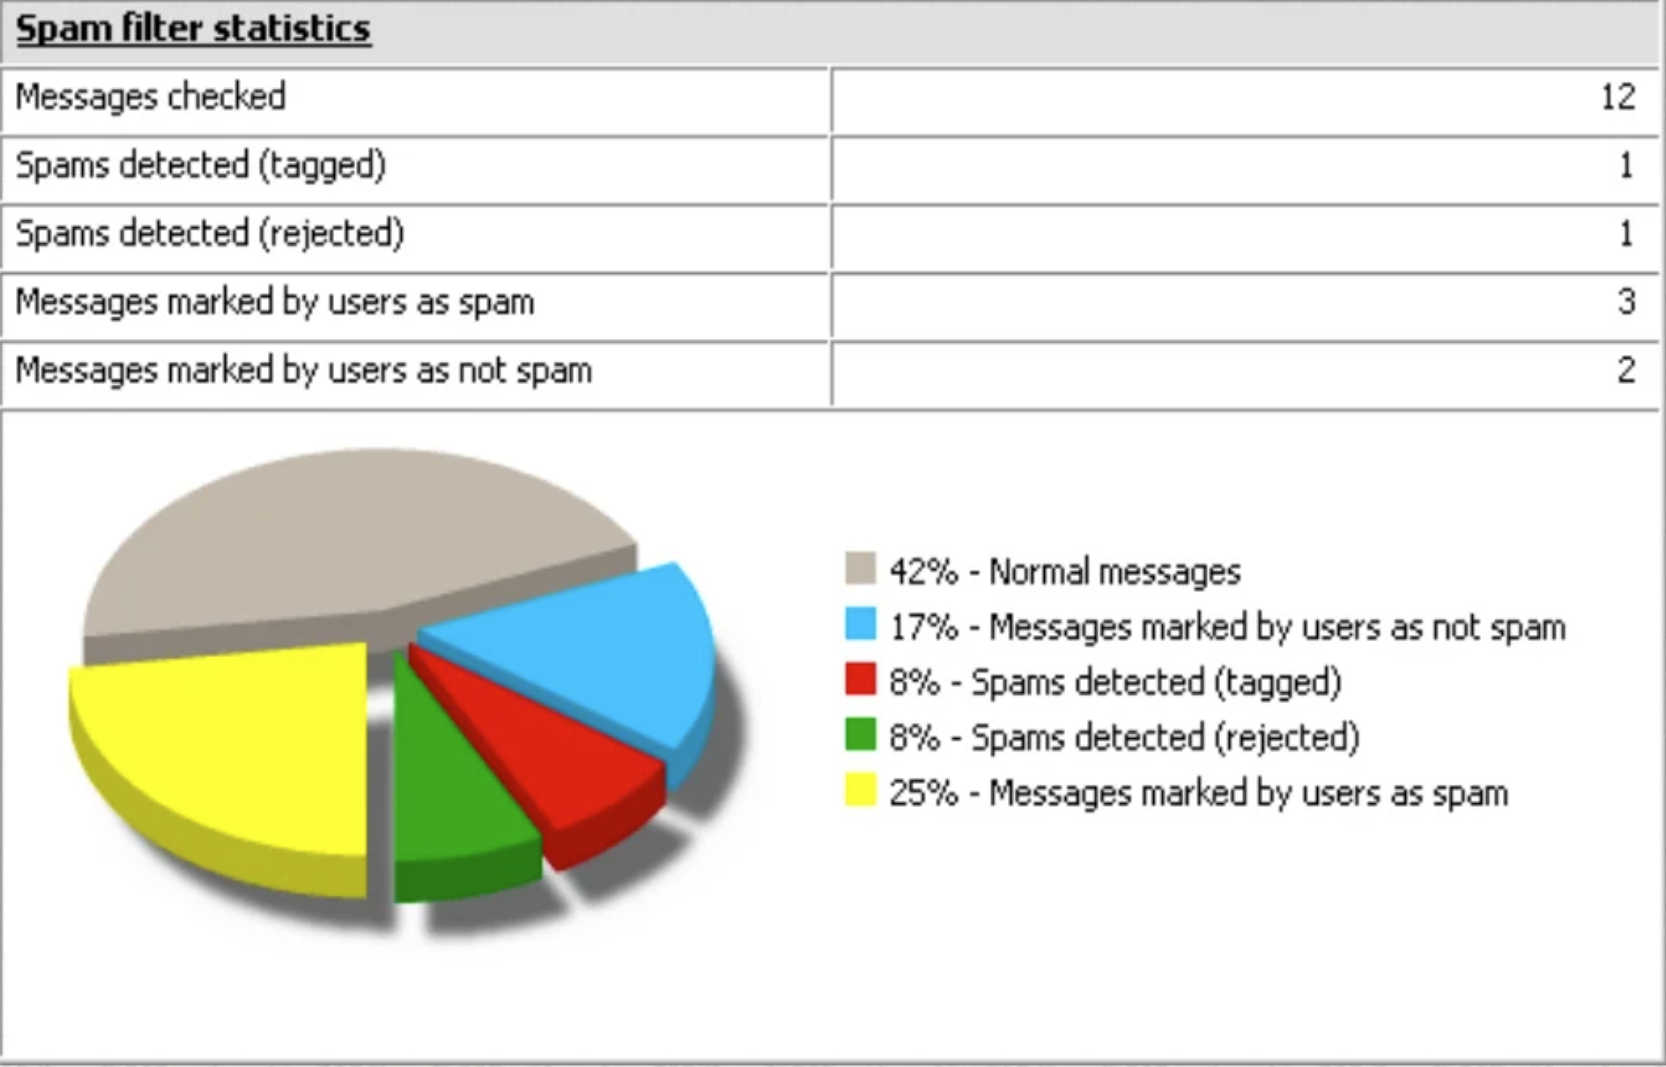 Spam filter statistics
Messages checked 12
Spams detected (tagged) 1
Spams detected (rejected) 1
Messages marked by users as spam 3
Messages marked by users as not spam 2
42% - Normal messages
17% - Messages marked by users as not spam
8% - Spams detected (tagged)
8% - Spams detected (rejected)
25% - Messages marked by users as spam